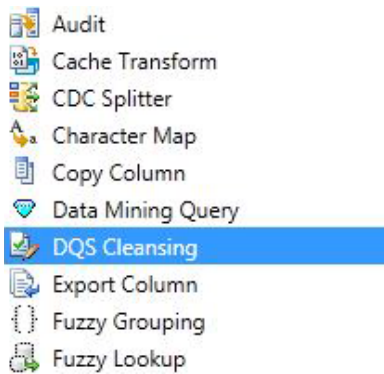 Audit
Cache Transform
CDC Splitter
Character Map
Copy Column
Data Mining Query
DQS Cleansing
Export Column
Fuzzy Grouping
Fuzzy Lookup